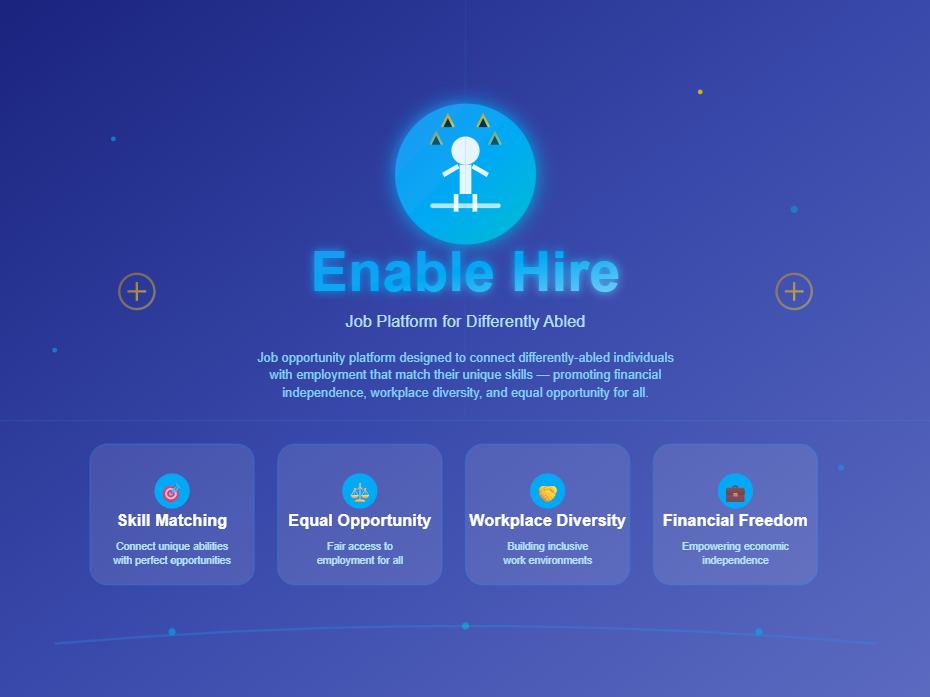 Enable Hire
Job Platform for Differently Abled
Job opportunity platform designed to connect differently-abled individuals
with employment that match their unique skills — promoting financial
independence, workplace diversity, and equal opportunity for all.
Skill Matching
Connect unique abilities
with perfect opportunities
Equal Opportunity
Fair access to
employment for all
Workplace Diversity
Building inclusive
work environments
Financial Freedom
Empowering economic
independence